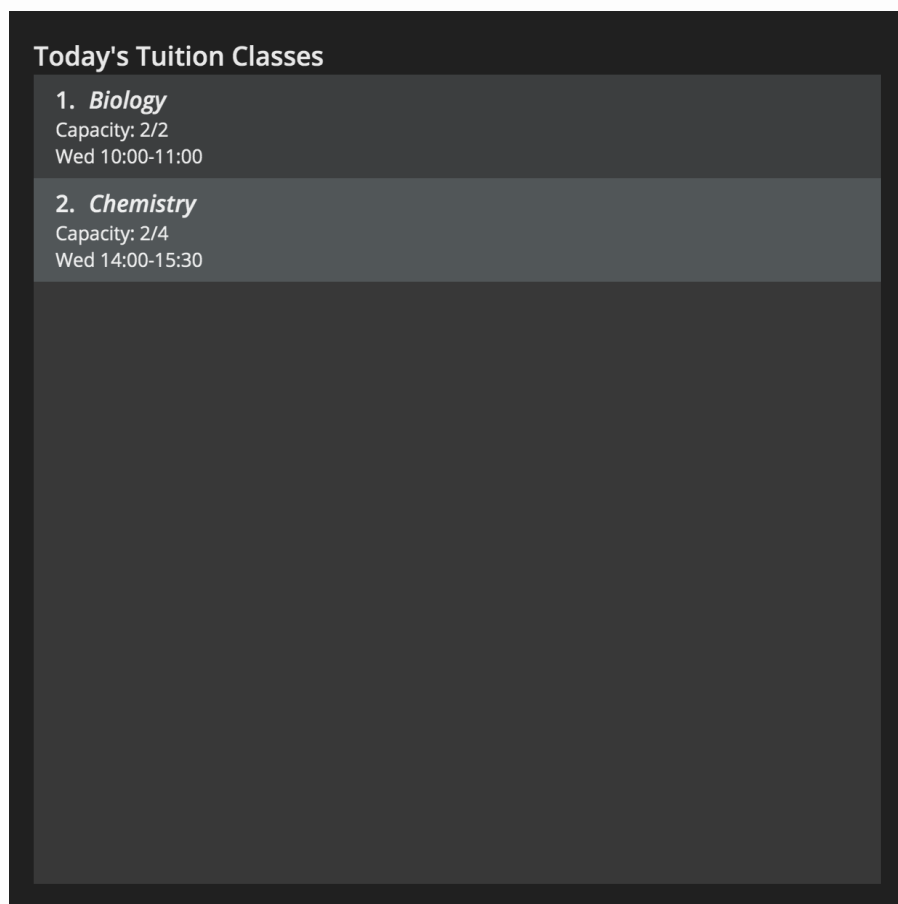 Today's Tuition Classes
1. Biology
Capacity: 2/2
Wed 10:00-11:00
2. Chemistry
Capacity: 2/4
Wed 14:00-15:30